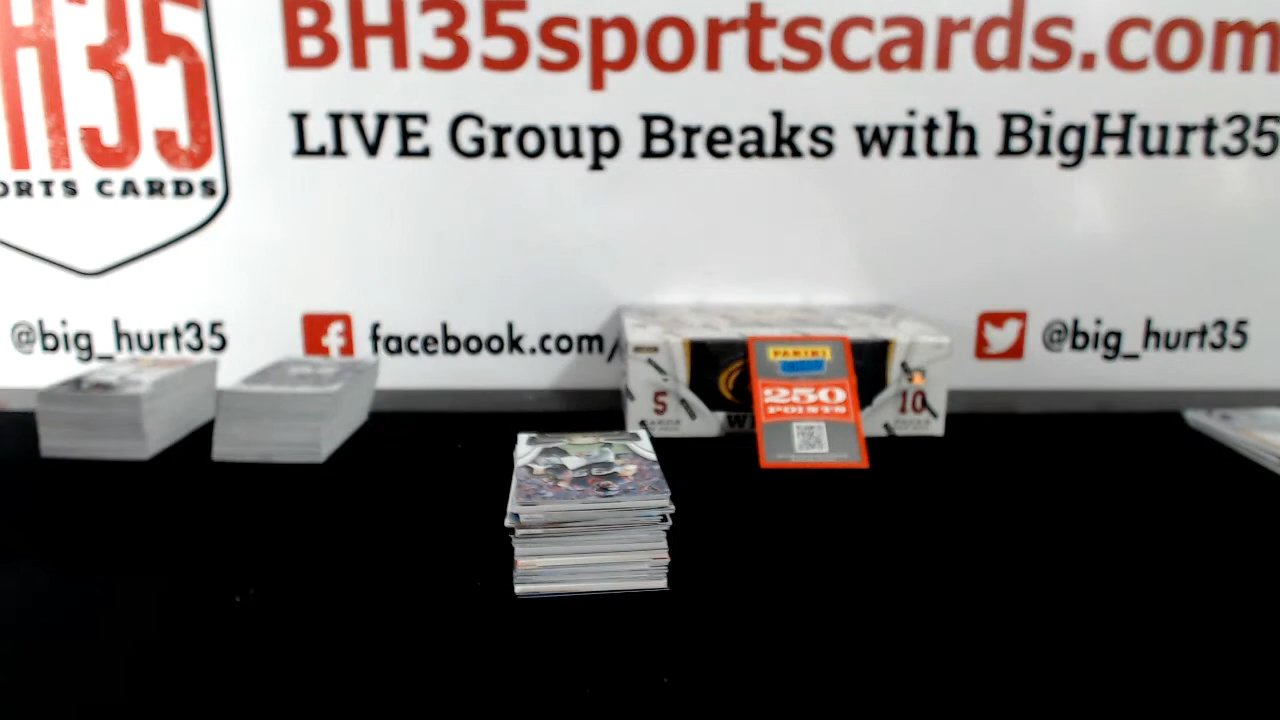 BH35sportscards.com
LIVE Group Breaks with BigHurt35
H35
ORTS CARDS
@big_hurt35
facebook.com/
@big_hurt35
PANINI
250
POINTS
5
CARDS
10